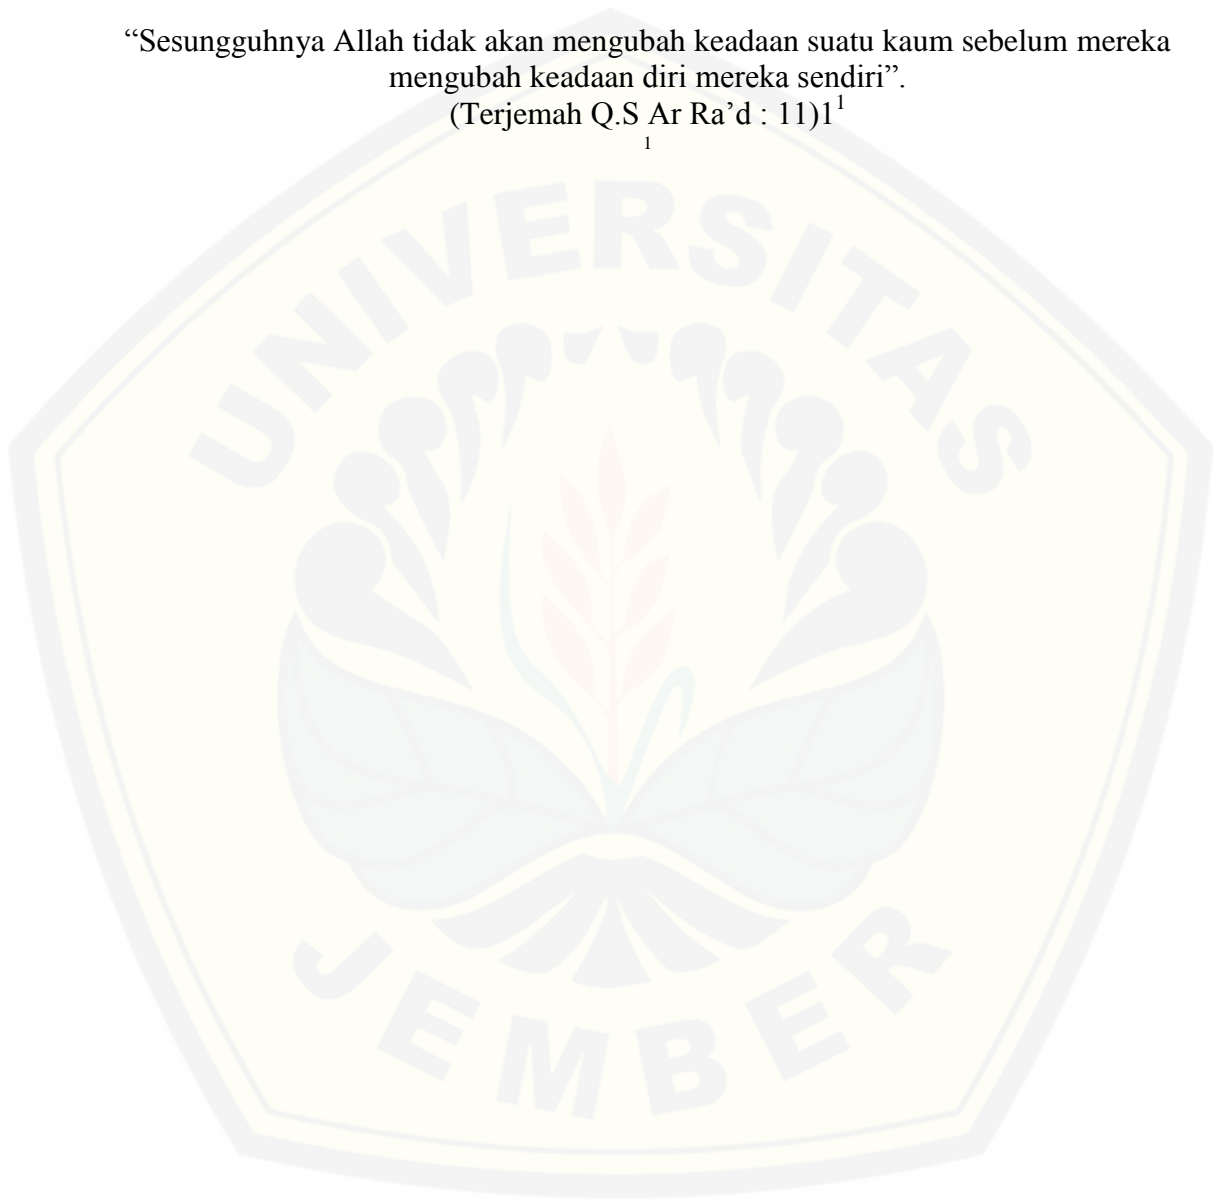 “Sesungguhnya Allah tidak akan mengubah keadaan suatu kaum sebelum mereka
mengubah keadaan diri mereka sendiri”.
(Terjemah Q.S Ar Ra’d : 11)1¹
¹
UNIVERSITAS
JEMBER